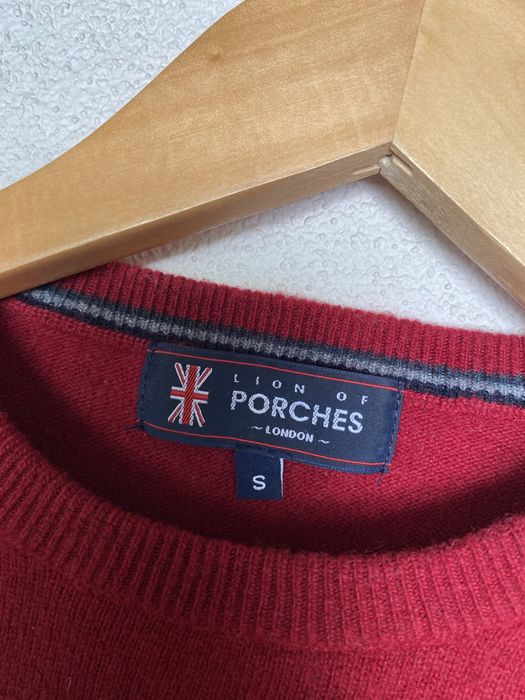 LION OF
PORCHES
~ LONDON ~
S